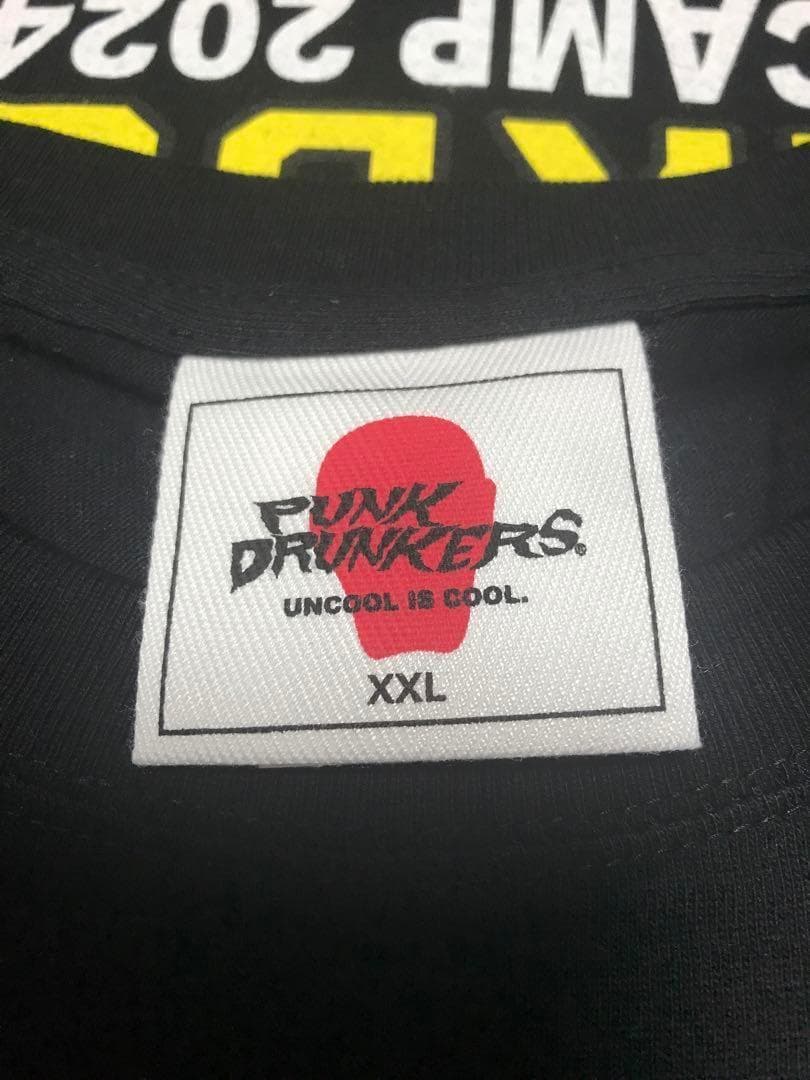 CAMP 2024
PUNK
DRUNKERS®
UNCOOL IS COOL.
XXL